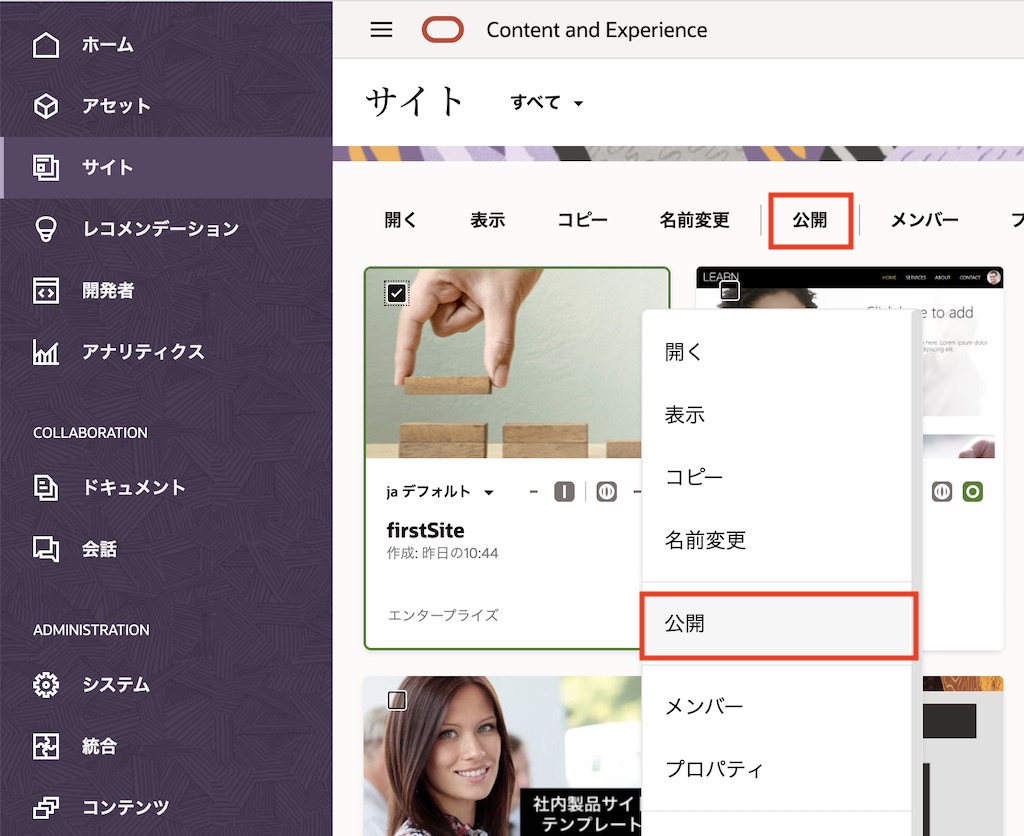 ホーム
アセット
サイト
レコメンデーション
開発者
アナリティクス
COLLABORATION
ドキュメント
会話
ADMINISTRATION
システム
統合
コンテンツ
Content and Experience
サイト すべて
開く 表示 コピー 名前変更 公開 メンバー プ
ja デフォルト
firstSite
作成: 昨日の10:44
エンタープライズ
LEARN HOME SERVICES ABOUT CONTACT
to add
here. Lorem ipsum dolor
開く
表示
コピー
名前変更
公開
メンバー
プロパティ
社内製品サイ
テンプレート